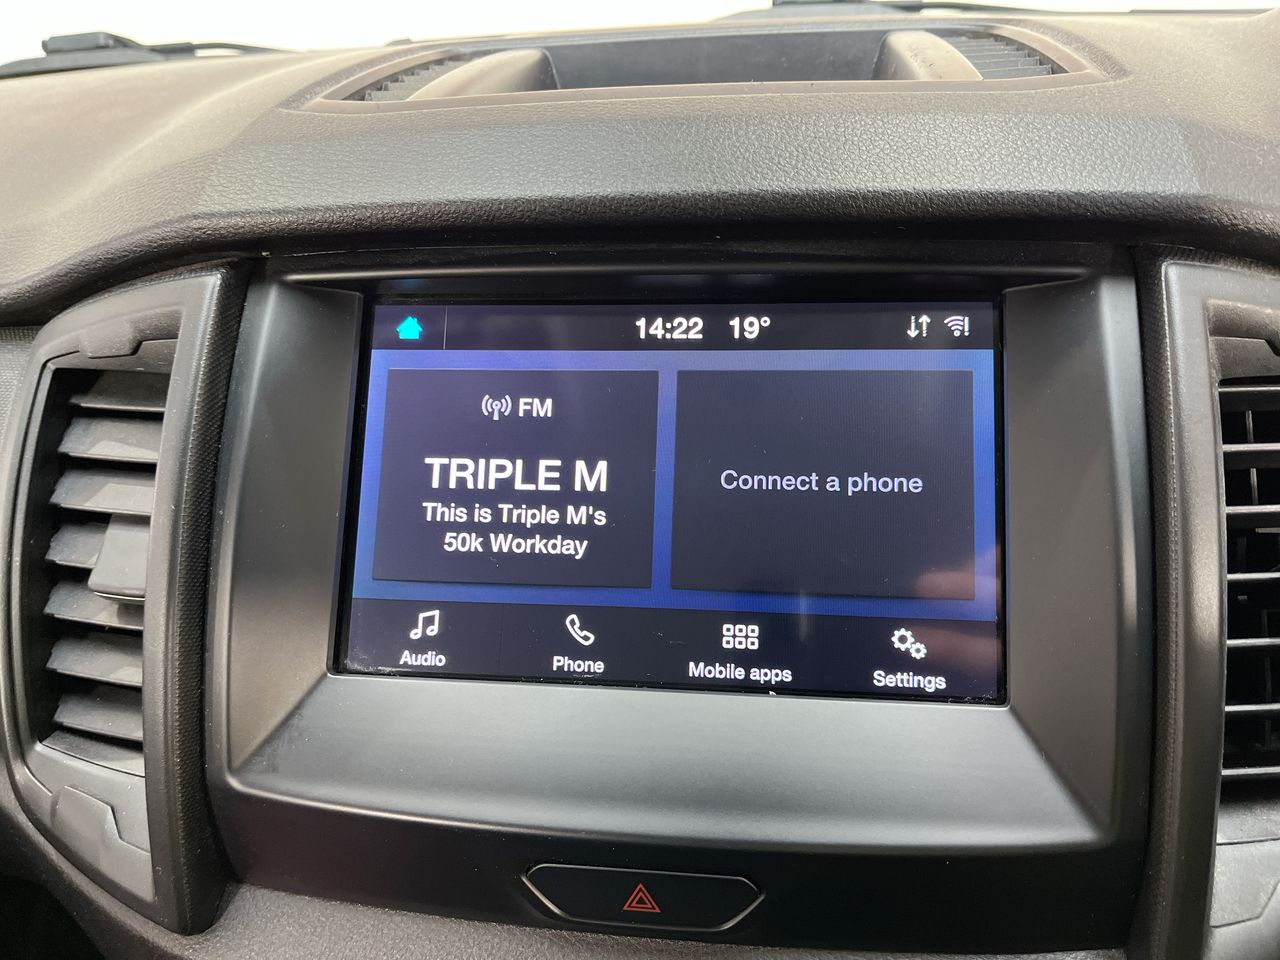 14:22 19°
FM
TRIPLE M
This is Triple M's
50k Workday
Connect a phone
Audio
Phone
Mobile apps
Settings